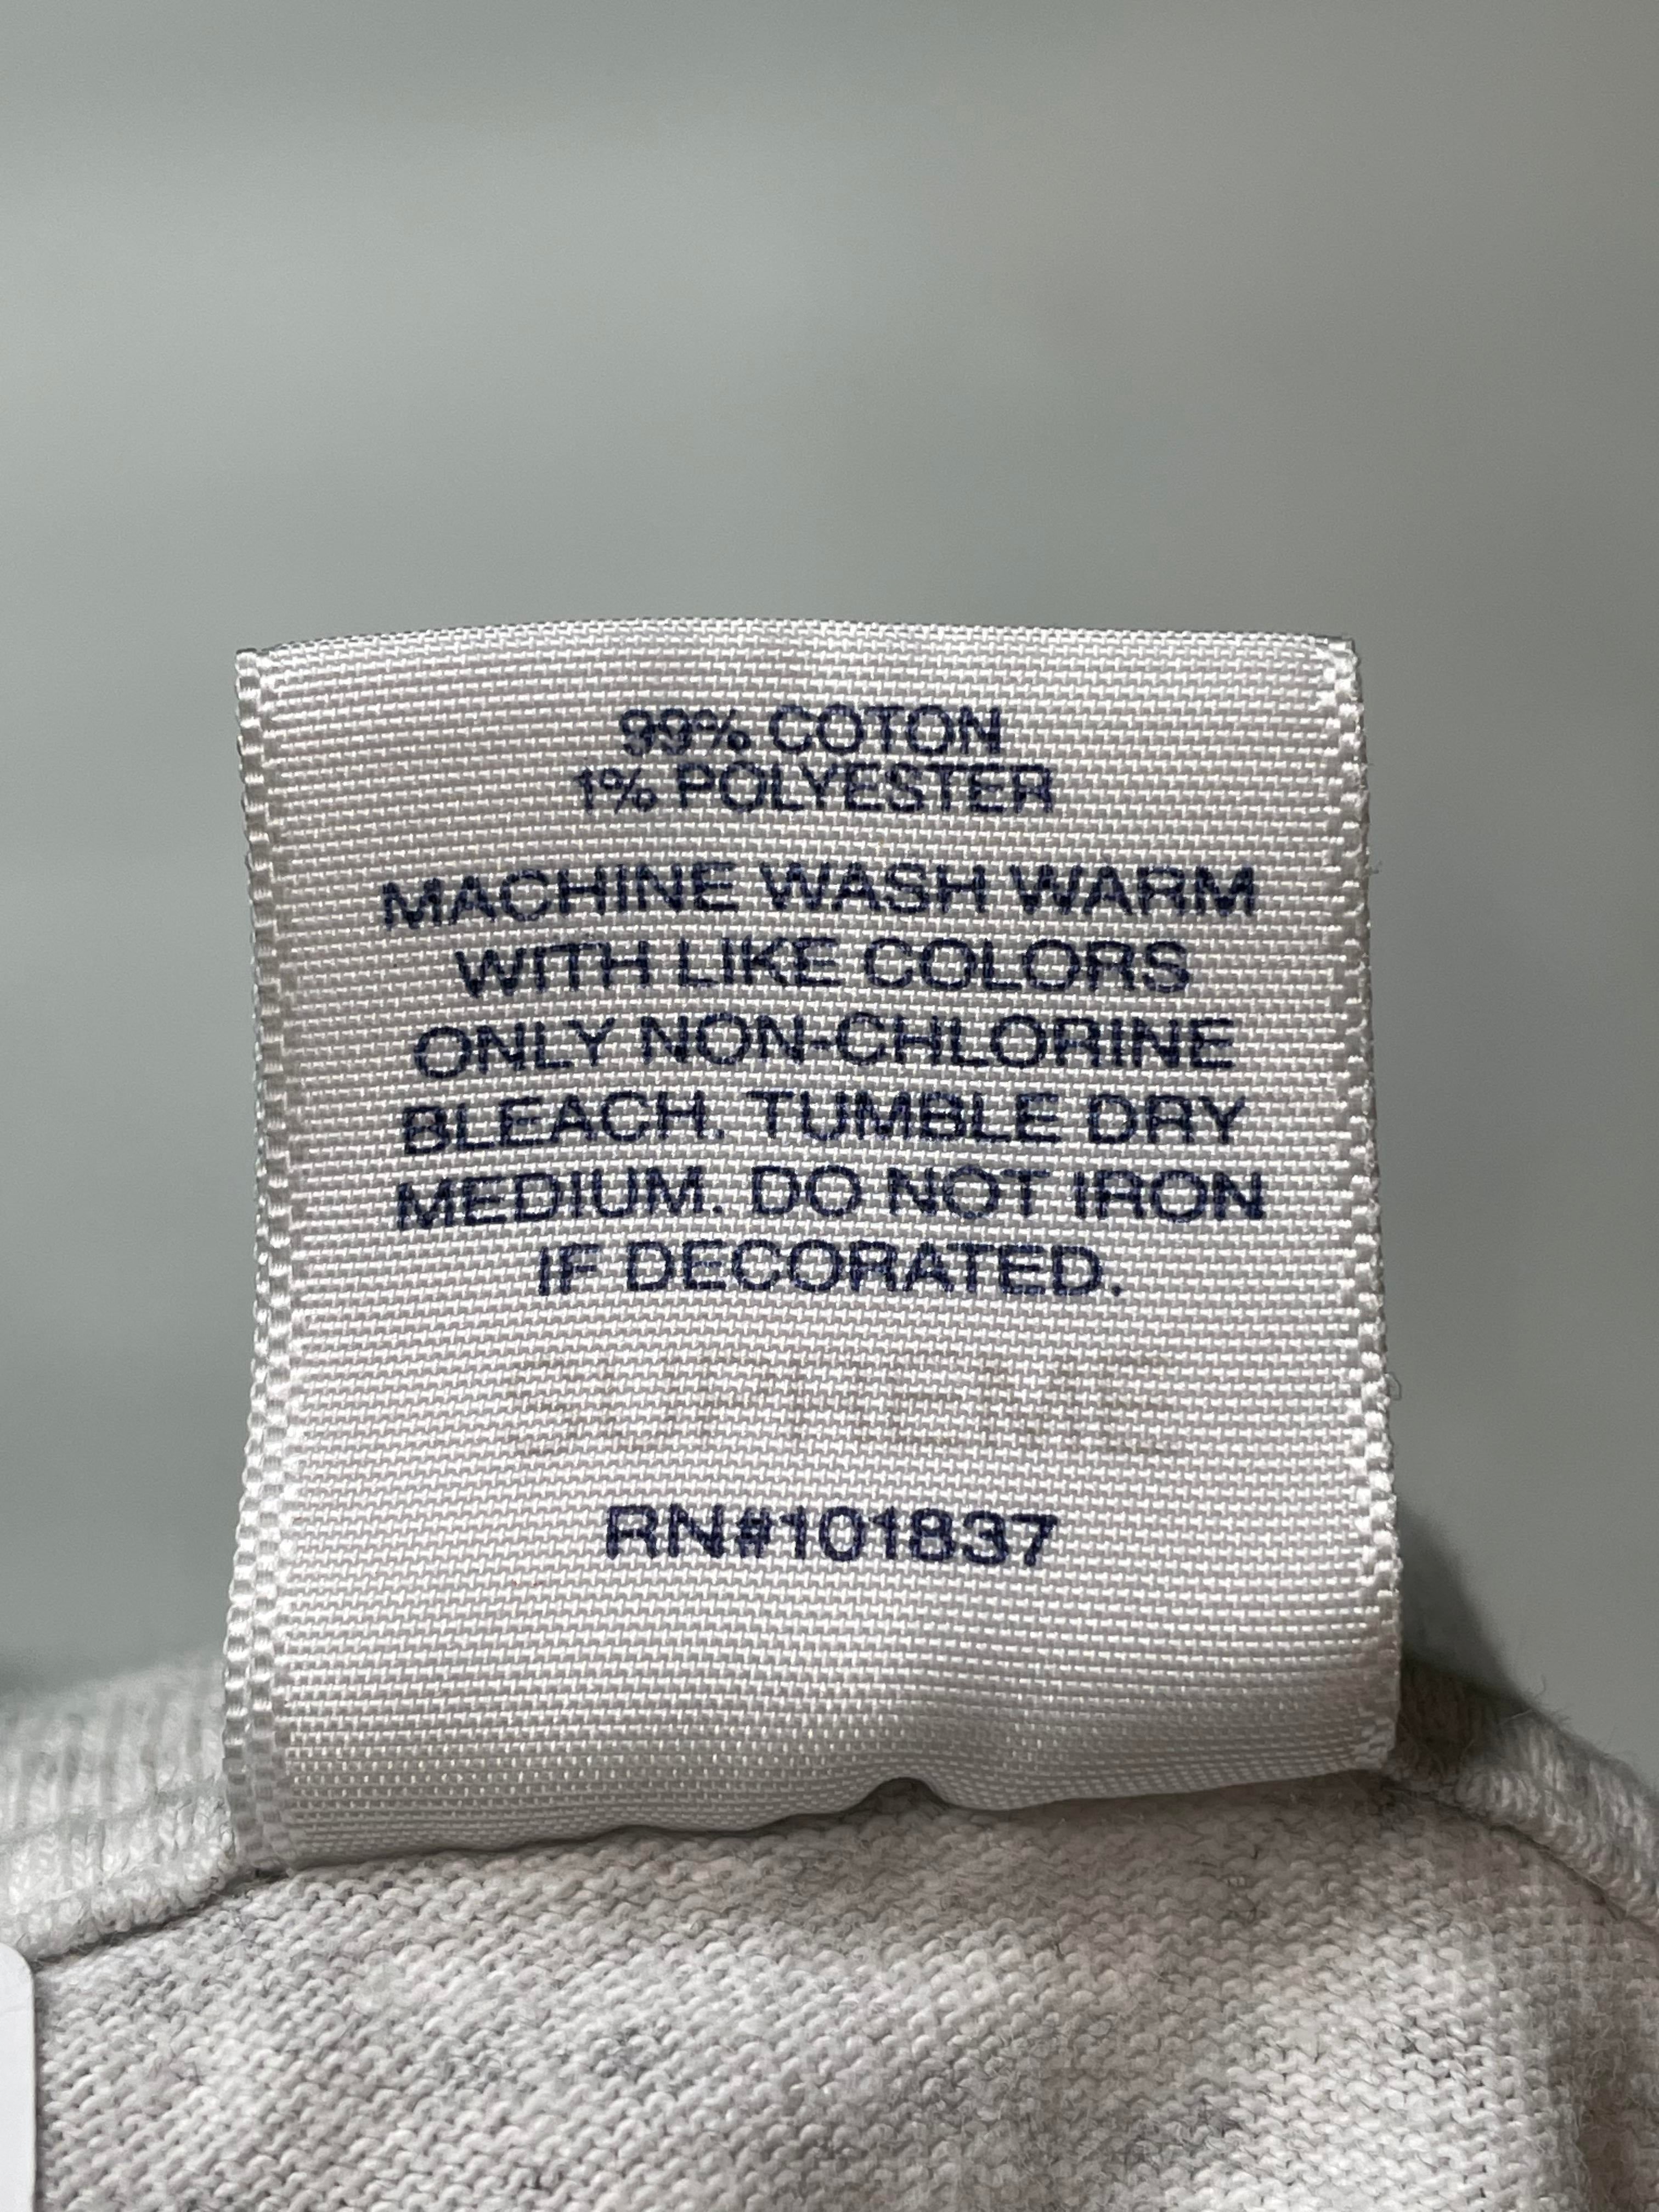 99% COTON
1% POLYESTER
MACHINE WASH WARM
WITH LIKE COLORS
ONLY NON-CHLORINE
BLEACH. TUMBLE DRY
MEDIUM. DO NOT IRON
IF DECORATED.
RN#101837